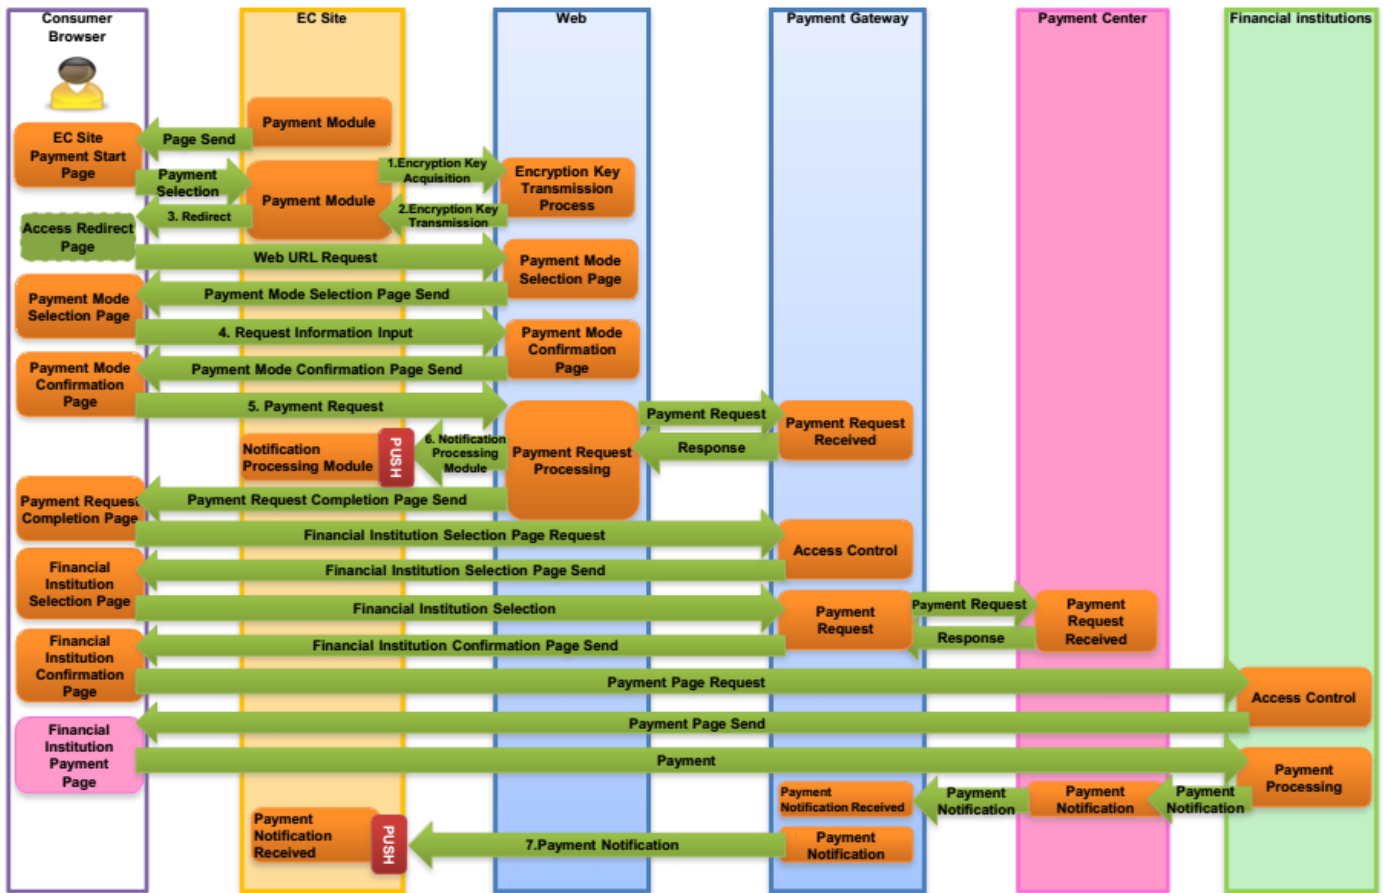 Consumer
Browser
EC Site
Web
Payment Gateway
Payment Center
Financial institutions
Payment Module
EC Site
Payment Start
Page
Page Send
Payment
Selection
Payment Module
1.Encryption Key
Acquisition
Encryption Key
Transmission
Process
2.Encryption Key
Transmission
3. Redirect
Access Redirect
Page
Web URL Request
Payment Mode
Selection Page
Payment Mode Selection Page Send
Payment Mode
Selection Page
4. Request Information Input
Payment Mode
Confirmation
Page
Payment Mode Confirmation Page Send
Payment Mode
Confirmation
Page
5. Payment Request
Payment Request
Processing
Payment Request
Payment Request
Received
Response
6. Notification
Processing
Module
PUSH
Notification
Processing Module
Payment Request Completion Page Send
Payment Request
Completion Page
Financial Institution Selection Page Request
Access Control
Financial Institution Selection Page Send
Financial
Institution
Selection Page
Financial Institution Selection
Payment
Request
Payment Request
Payment
Request
Received
Response
Financial Institution Confirmation Page Send
Financial
Institution
Confirmation
Page
Payment Page Request
Access Control
Payment Page Send
Financial
Institution
Payment
Page
Payment
Payment
Processing
Payment
Notification
Payment
Notification
Payment
Notification
Payment
Notification Received
Payment
Notification
7.Payment Notification
PUSH
Payment
Notification
Received